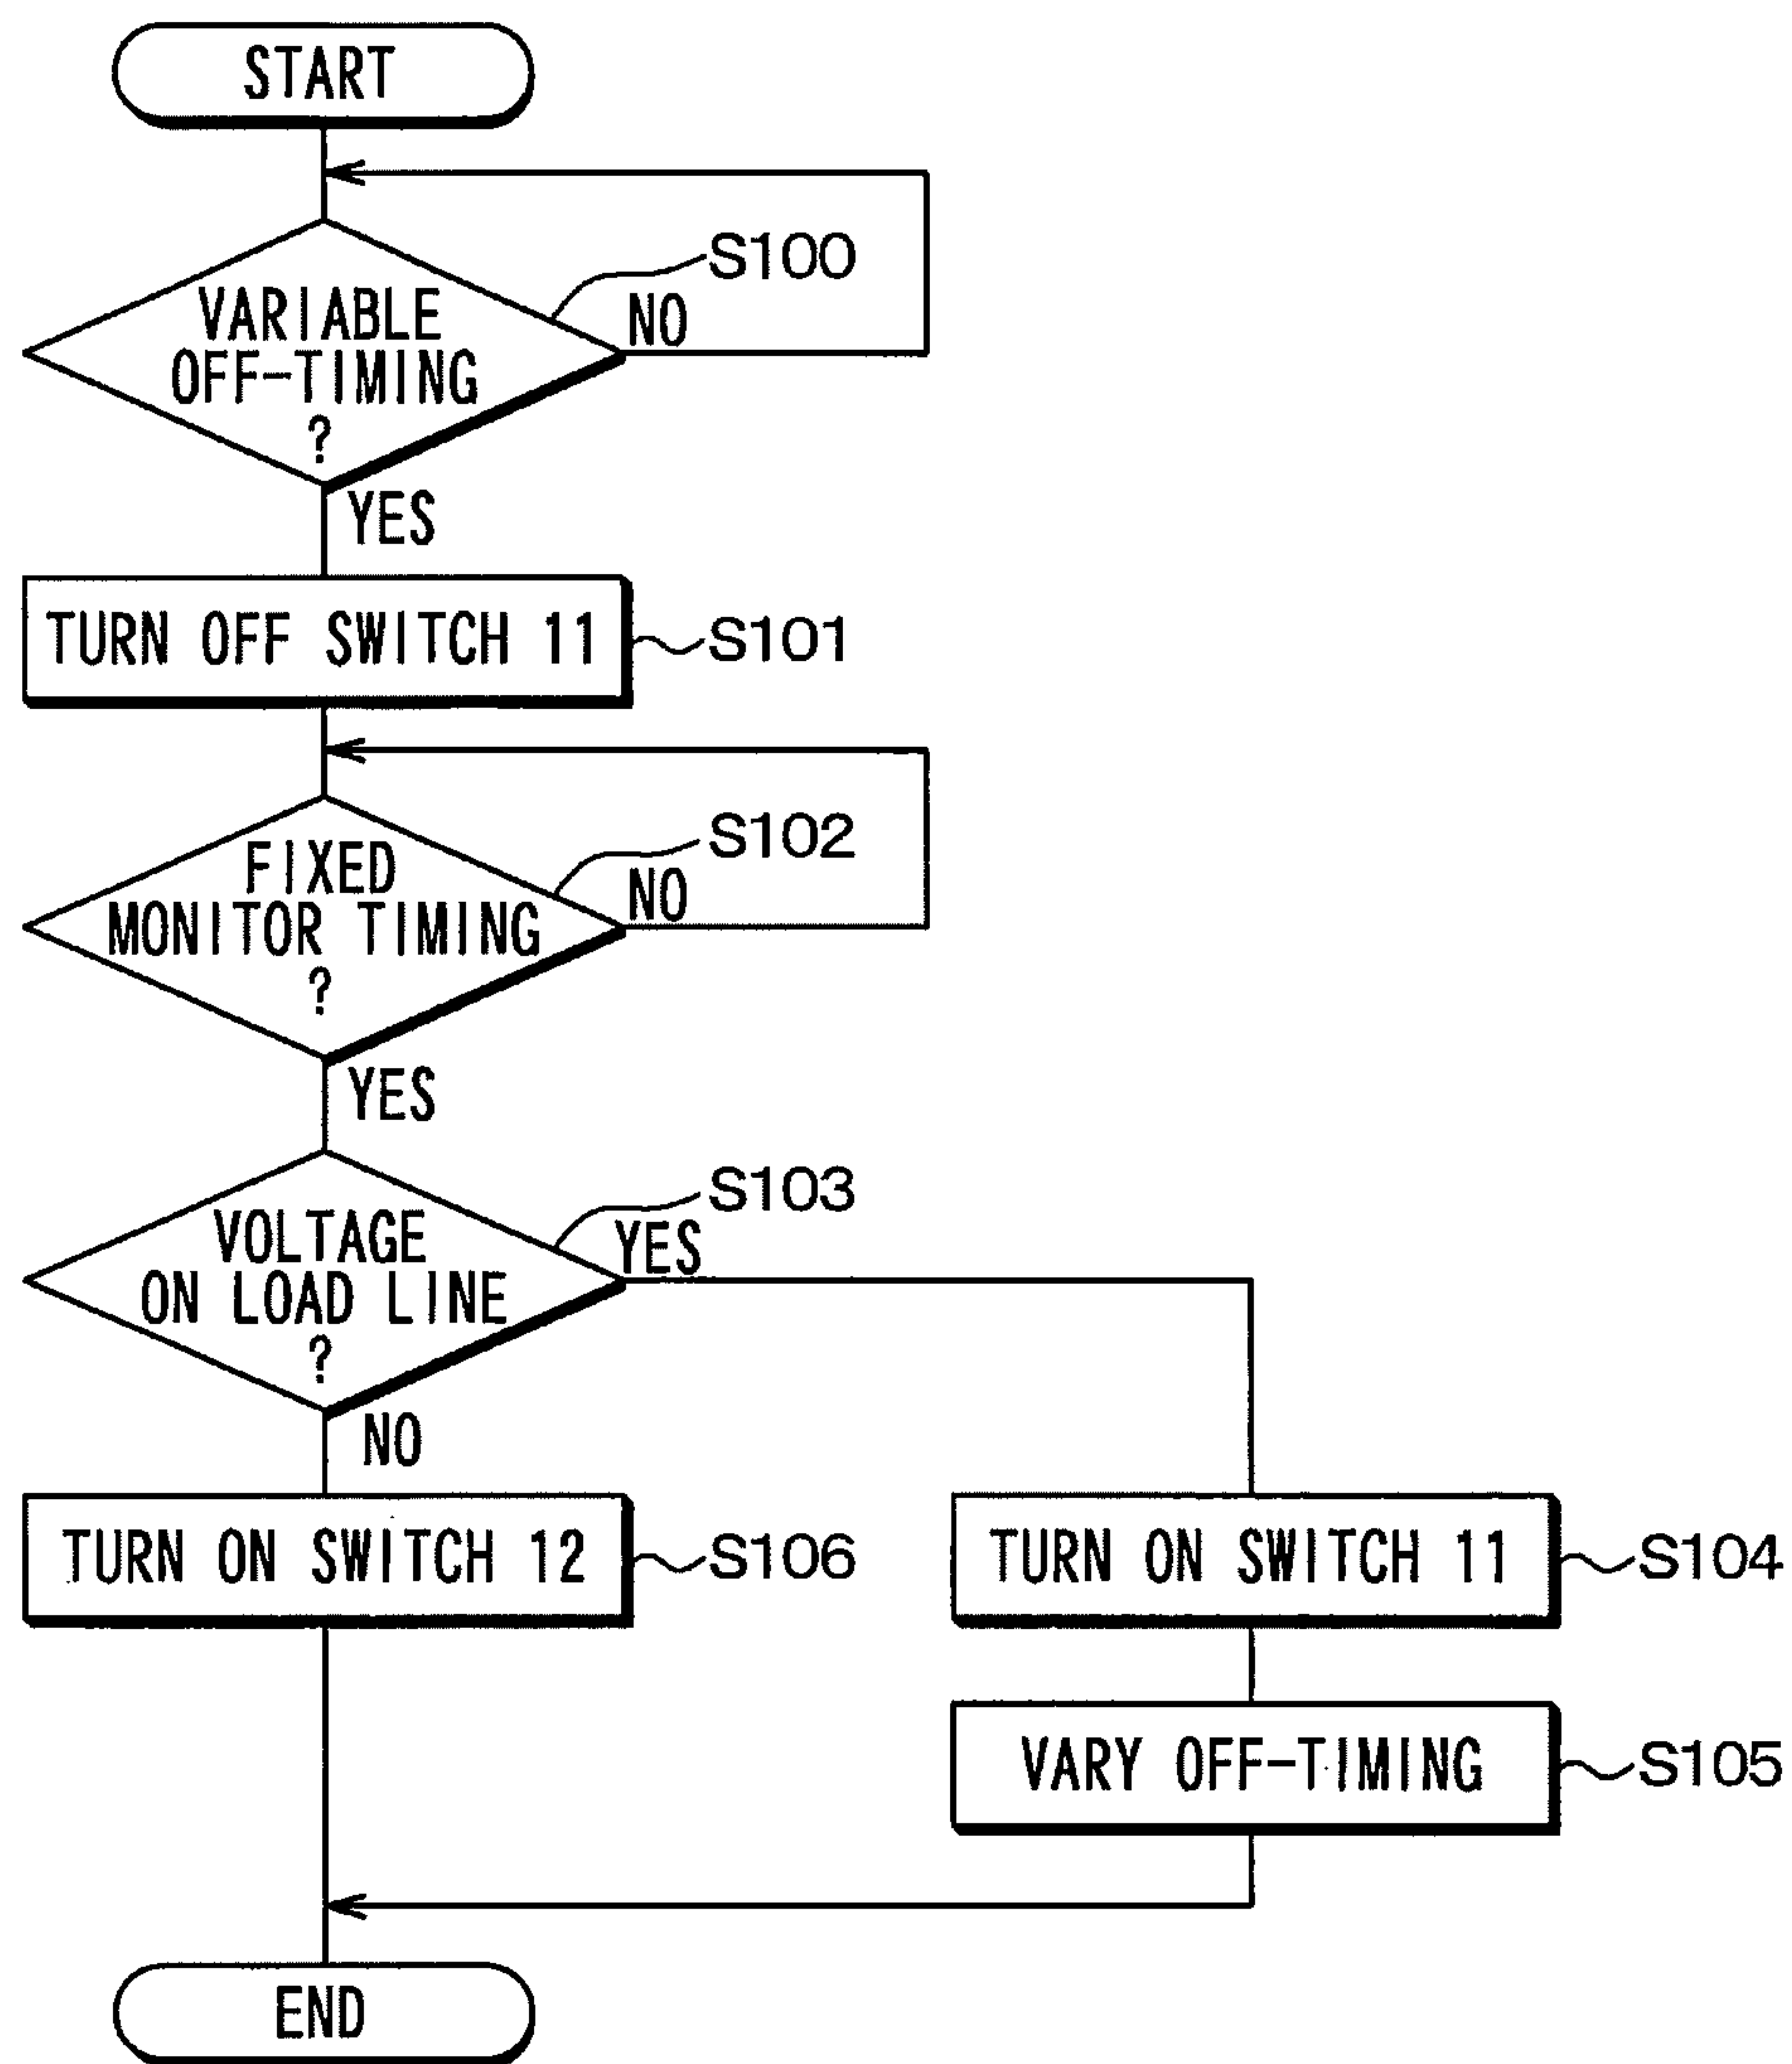 START
S100
NO
VARIABLE
OFF-TIMING
?
YES
TURN OFF SWITCH 11
S101
S102
NO
FIXED
MONITOR TIMING
?
YES
S103
YES
VOLTAGE
ON LOAD LINE
?
NO
TURN ON SWITCH 12
S106
TURN ON SWITCH 11
S104
VARY OFF-TIMING
S105
END